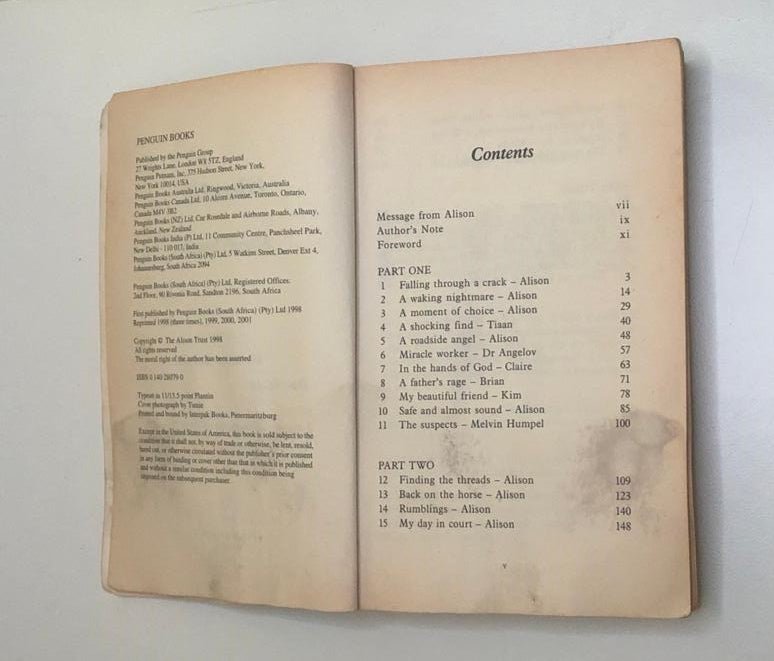 PENGUIN BOOKS
Published by the Penguin Group
27 Wrights Lane, London W8 5TZ, England
Penguin Putnam, Inc, 375 Hudson Street, New York,
New York 10014, USA
Penguin Books Australia Ltd, Ringwood, Victoria, Australia
Penguin Books Canada Ltd, 10 Alcorn Avenue, Toronto, Ontario,
Canada M4V 3B2
Penguin Books (NZ) Ltd, Cnr Rosedale and Airborne Roads, Albany,
Auckland, New Zealand
Penguin Books India (P) Ltd, 11 Community Centre, Panchsheel Park,
New Delhi - 110 017, India
Penguin Books (South Africa) (Pty) Ltd, 5 Watkins Street, Denver Ext 4,
Johannesburg, South Africa 2094
Penguin Books (South Africa) (Pty) Ltd, Registered Offices:
2nd Floor, 90 Rivonia Road, Sandton 2196, South Africa
First published by Penguin Books (South Africa) (Pty) Ltd 1998
Reprinted 1998 (three times), 1999, 2000, 2001
Copyright © The Alison Trust 1998
All rights reserved
The moral right of the author has been asserted
ISBN 0 140 28079 0
Typeset in 11/13.5 point Plantin
Cover photograph by
Printed and bound by Interpak Books, Pietermaritzburg
Except in the United States of America, this book is sold subject to the
condition that it shall not, by way of trade or otherwise, be lent, resold,
hired out, or otherwise circulated without the publisher's prior consent
in any form of binding or cover other than that in which it is published
and without a similar condition including this condition being
imposed on the subsequent purchaser.
Contents
Message from Alison vii
Author's Note ix
Foreword xi
PART ONE
1 Falling through a crack – Alison 3
2 A waking nightmare – Alison 14
3 A moment of choice – Alison 29
4 A shocking find – Tiaan 40
5 A roadside angel – Alison 48
6 Miracle worker – Dr Angelov 57
7 In the hands of God – Claire 63
8 A father's rage – Brian 71
9 My beautiful friend – Kim 78
10 Safe and almost sound – Alison 85
11 The suspects – Melvin Humpel 100
PART TWO
12 Finding the threads – Alison 109
13 Back on the horse – Alison 123
14 Rumblings – Alison 140
15 My day in court – Alison 148
v